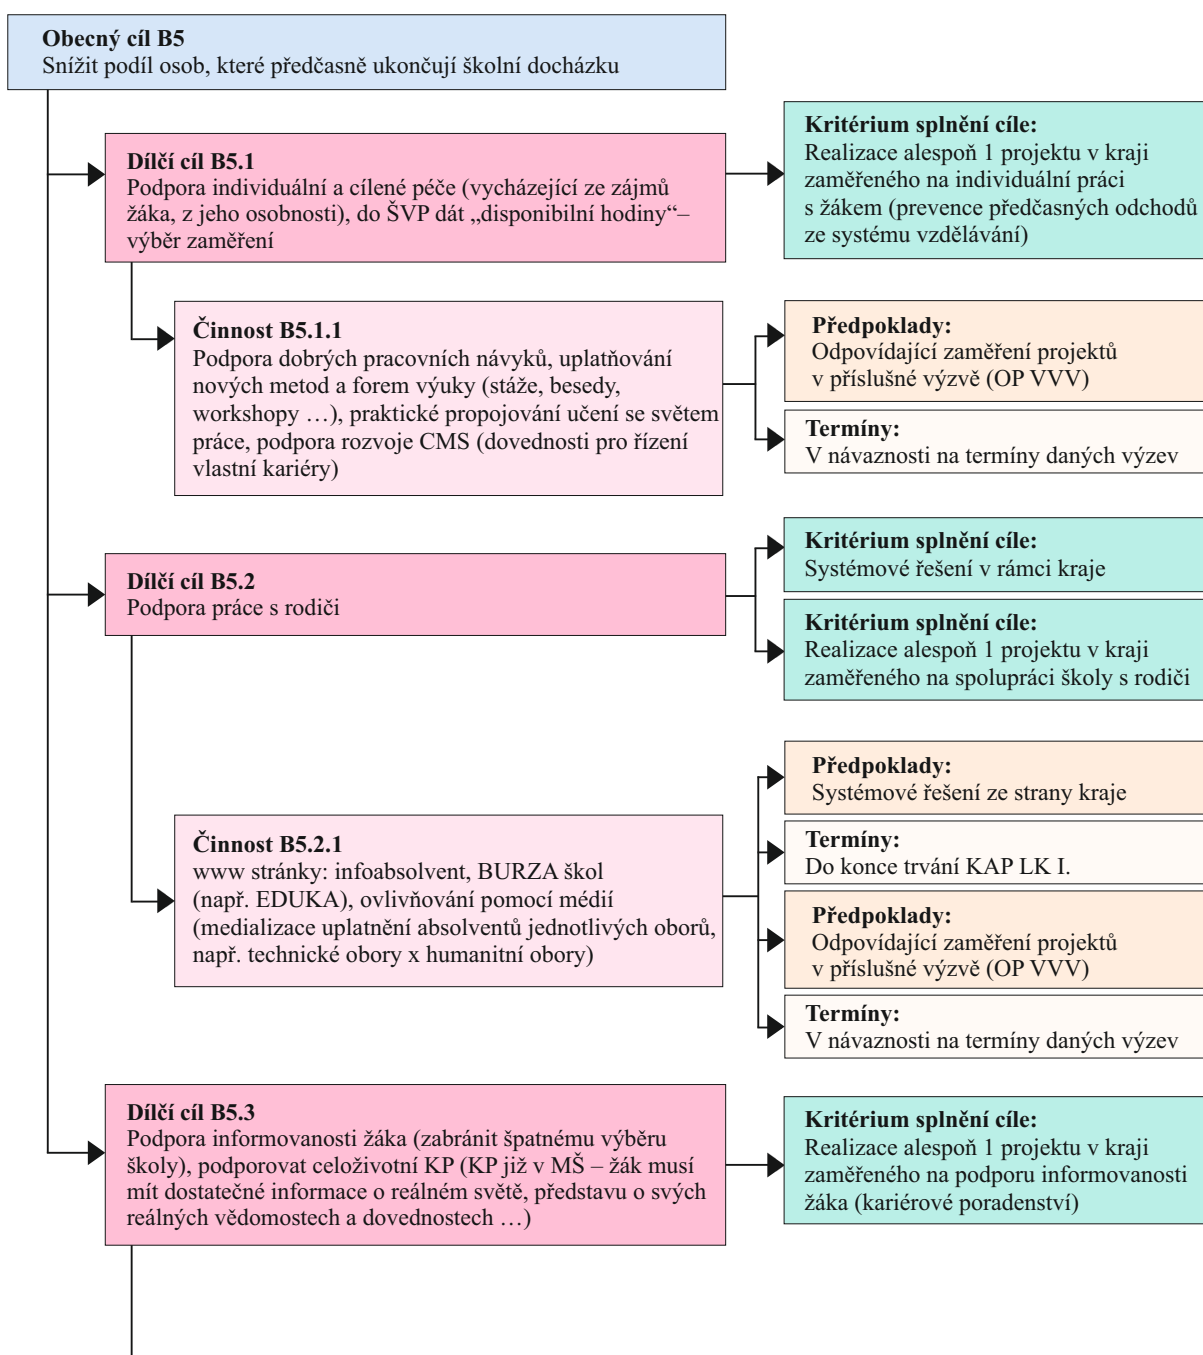 Obecný cíl B5
Snížit podíl osob, které předčasně ukončují školní docházku
Dílčí cíl B5.1
Podpora individuální a cílené péče (vycházející ze zájmů
žáka, z jeho osobnosti), do ŠVP dát „disponibilní hodiny“–
výběr zaměření
Kritérium splnění cíle:
Realizace alespoň 1 projektu v kraji
zaměřeného na individuální práci
s žákem (prevence předčasných odchodů
ze systému vzdělávání)
Činnost B5.1.1
Podpora dobrých pracovních návyků, uplatňování
nových metod a forem výuky (stáže, besedy,
workshopy …), praktické propojování učení se světem
práce, podpora rozvoje CMS (dovednosti pro řízení
vlastní kariéry)
Předpoklady:
Odpovídající zaměření projektů
v příslušné výzvě (OP VVV)
Termíny:
V návaznosti na termíny daných výzev
Dílčí cíl B5.2
Podpora práce s rodiči
Kritérium splnění cíle:
Systémové řešení v rámci kraje
Kritérium splnění cíle:
Realizace alespoň 1 projektu v kraji
zaměřeného na spolupráci školy s rodiči
Činnost B5.2.1
www stránky: infoabsolvent, BURZA škol
(např. EDUKA), ovlivňování pomocí médií
(medializace uplatnění absolventů jednotlivých oborů,
např. technické obory x humanitní obory)
Předpoklady:
Systémové řešení ze strany kraje
Termíny:
Do konce trvání KAP LK I.
Předpoklady:
Odpovídající zaměření projektů
v příslušné výzvě (OP VVV)
Termíny:
V návaznosti na termíny daných výzev
Dílčí cíl B5.3
Podpora informovanosti žáka (zabránit špatnému výběru
školy), podporovat celoživotní KP (KP již v MŠ – žák musí
mít dostatečné informace o reálném světě, představu o svých
reálných vědomostech a dovednostech …)
Kritérium splnění cíle:
Realizace alespoň 1 projektu v kraji
zaměřeného na podporu informovanosti
žáka (kariérové poradenství)